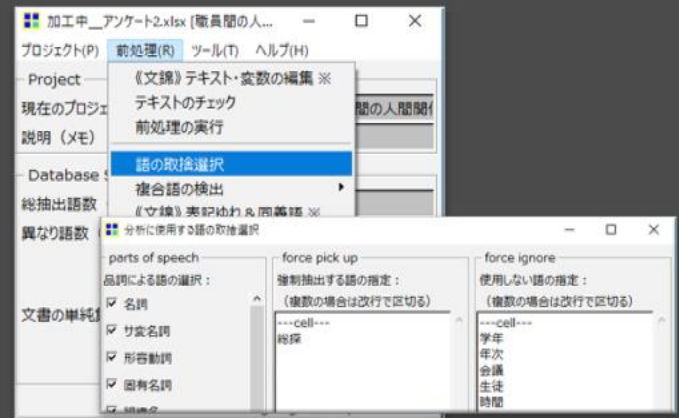 加工中__アンケート2.xlsx [職員間の人...
プロジェクト(P) 前処理(R) ツール(T) ヘルプ(H)
Project
現在のプロジェ
間の人間関
説明（メモ）
《文錦》テキスト・変数の編集 ※
テキストのチェック
前処理の実行
語の取捨選択
複合語の検出
《文錦》表記ゆれ & 同義語 ※
Database
総抽出語数
異なり語数
文書の単純
分析に使用する語の取捨選択
parts of speech
品詞による語の選択：
名詞
サ変名詞
形容動詞
固有名詞
組織名
force pick up
強制抽出する語の指定：
（複数の場合は改行で区切る）
---cell---
総探
force ignore
使用しない語の指定：
（複数の場合は改行で区切る）
---cell---
学年
年次
会議
生徒
時間